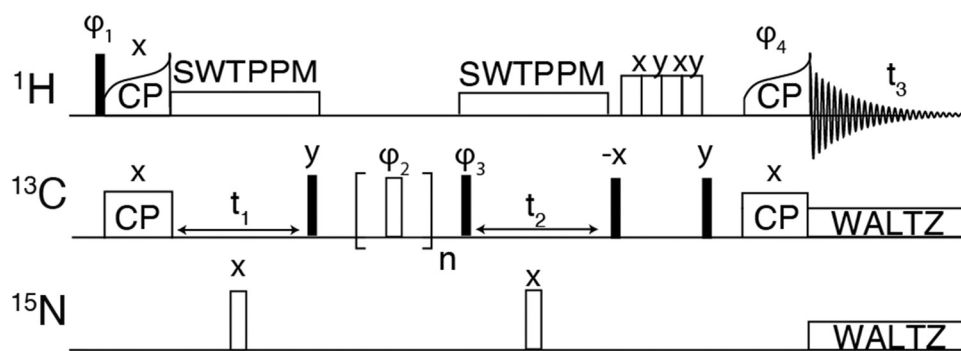 φ1 x φ4
SWTPPM SWTPPM x y x y t3
1H CP CP
y φ2 φ3 -x y
13C x t1 t2 x
CP CP
WALTZ
n
x x
15N
WALTZ